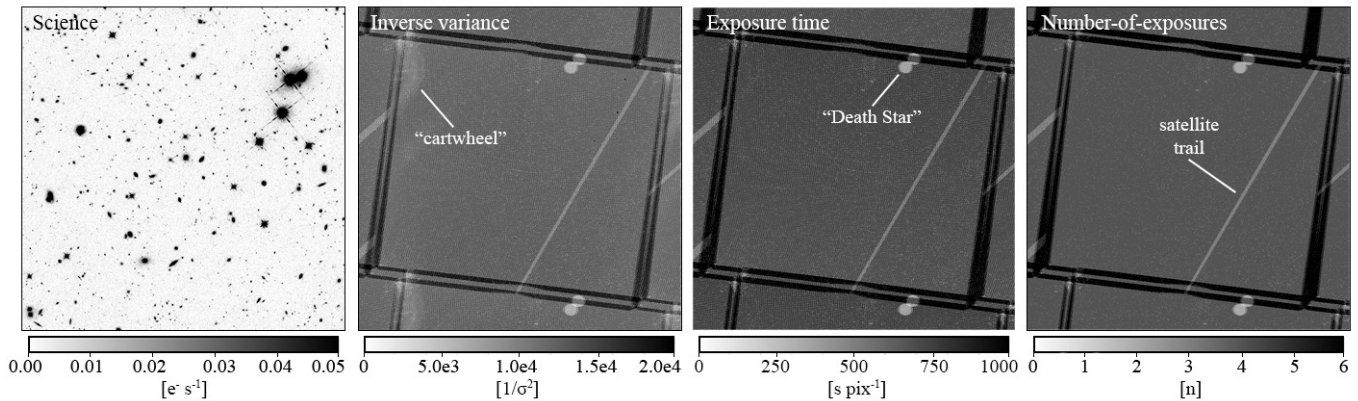 Science
0.00 0.01 0.02 0.03 0.04 0.05
[e⁻ s⁻¹]
Inverse variance
“cartwheel”
0 5.0e3 1.0e4 1.5e4 2.0e4
[1/σ²]
Exposure time
“Death Star”
0 250 500 750 1000
[s pix⁻¹]
Number-of-exposures
satellite
trail
0 1 2 3 4 5 6
[n]